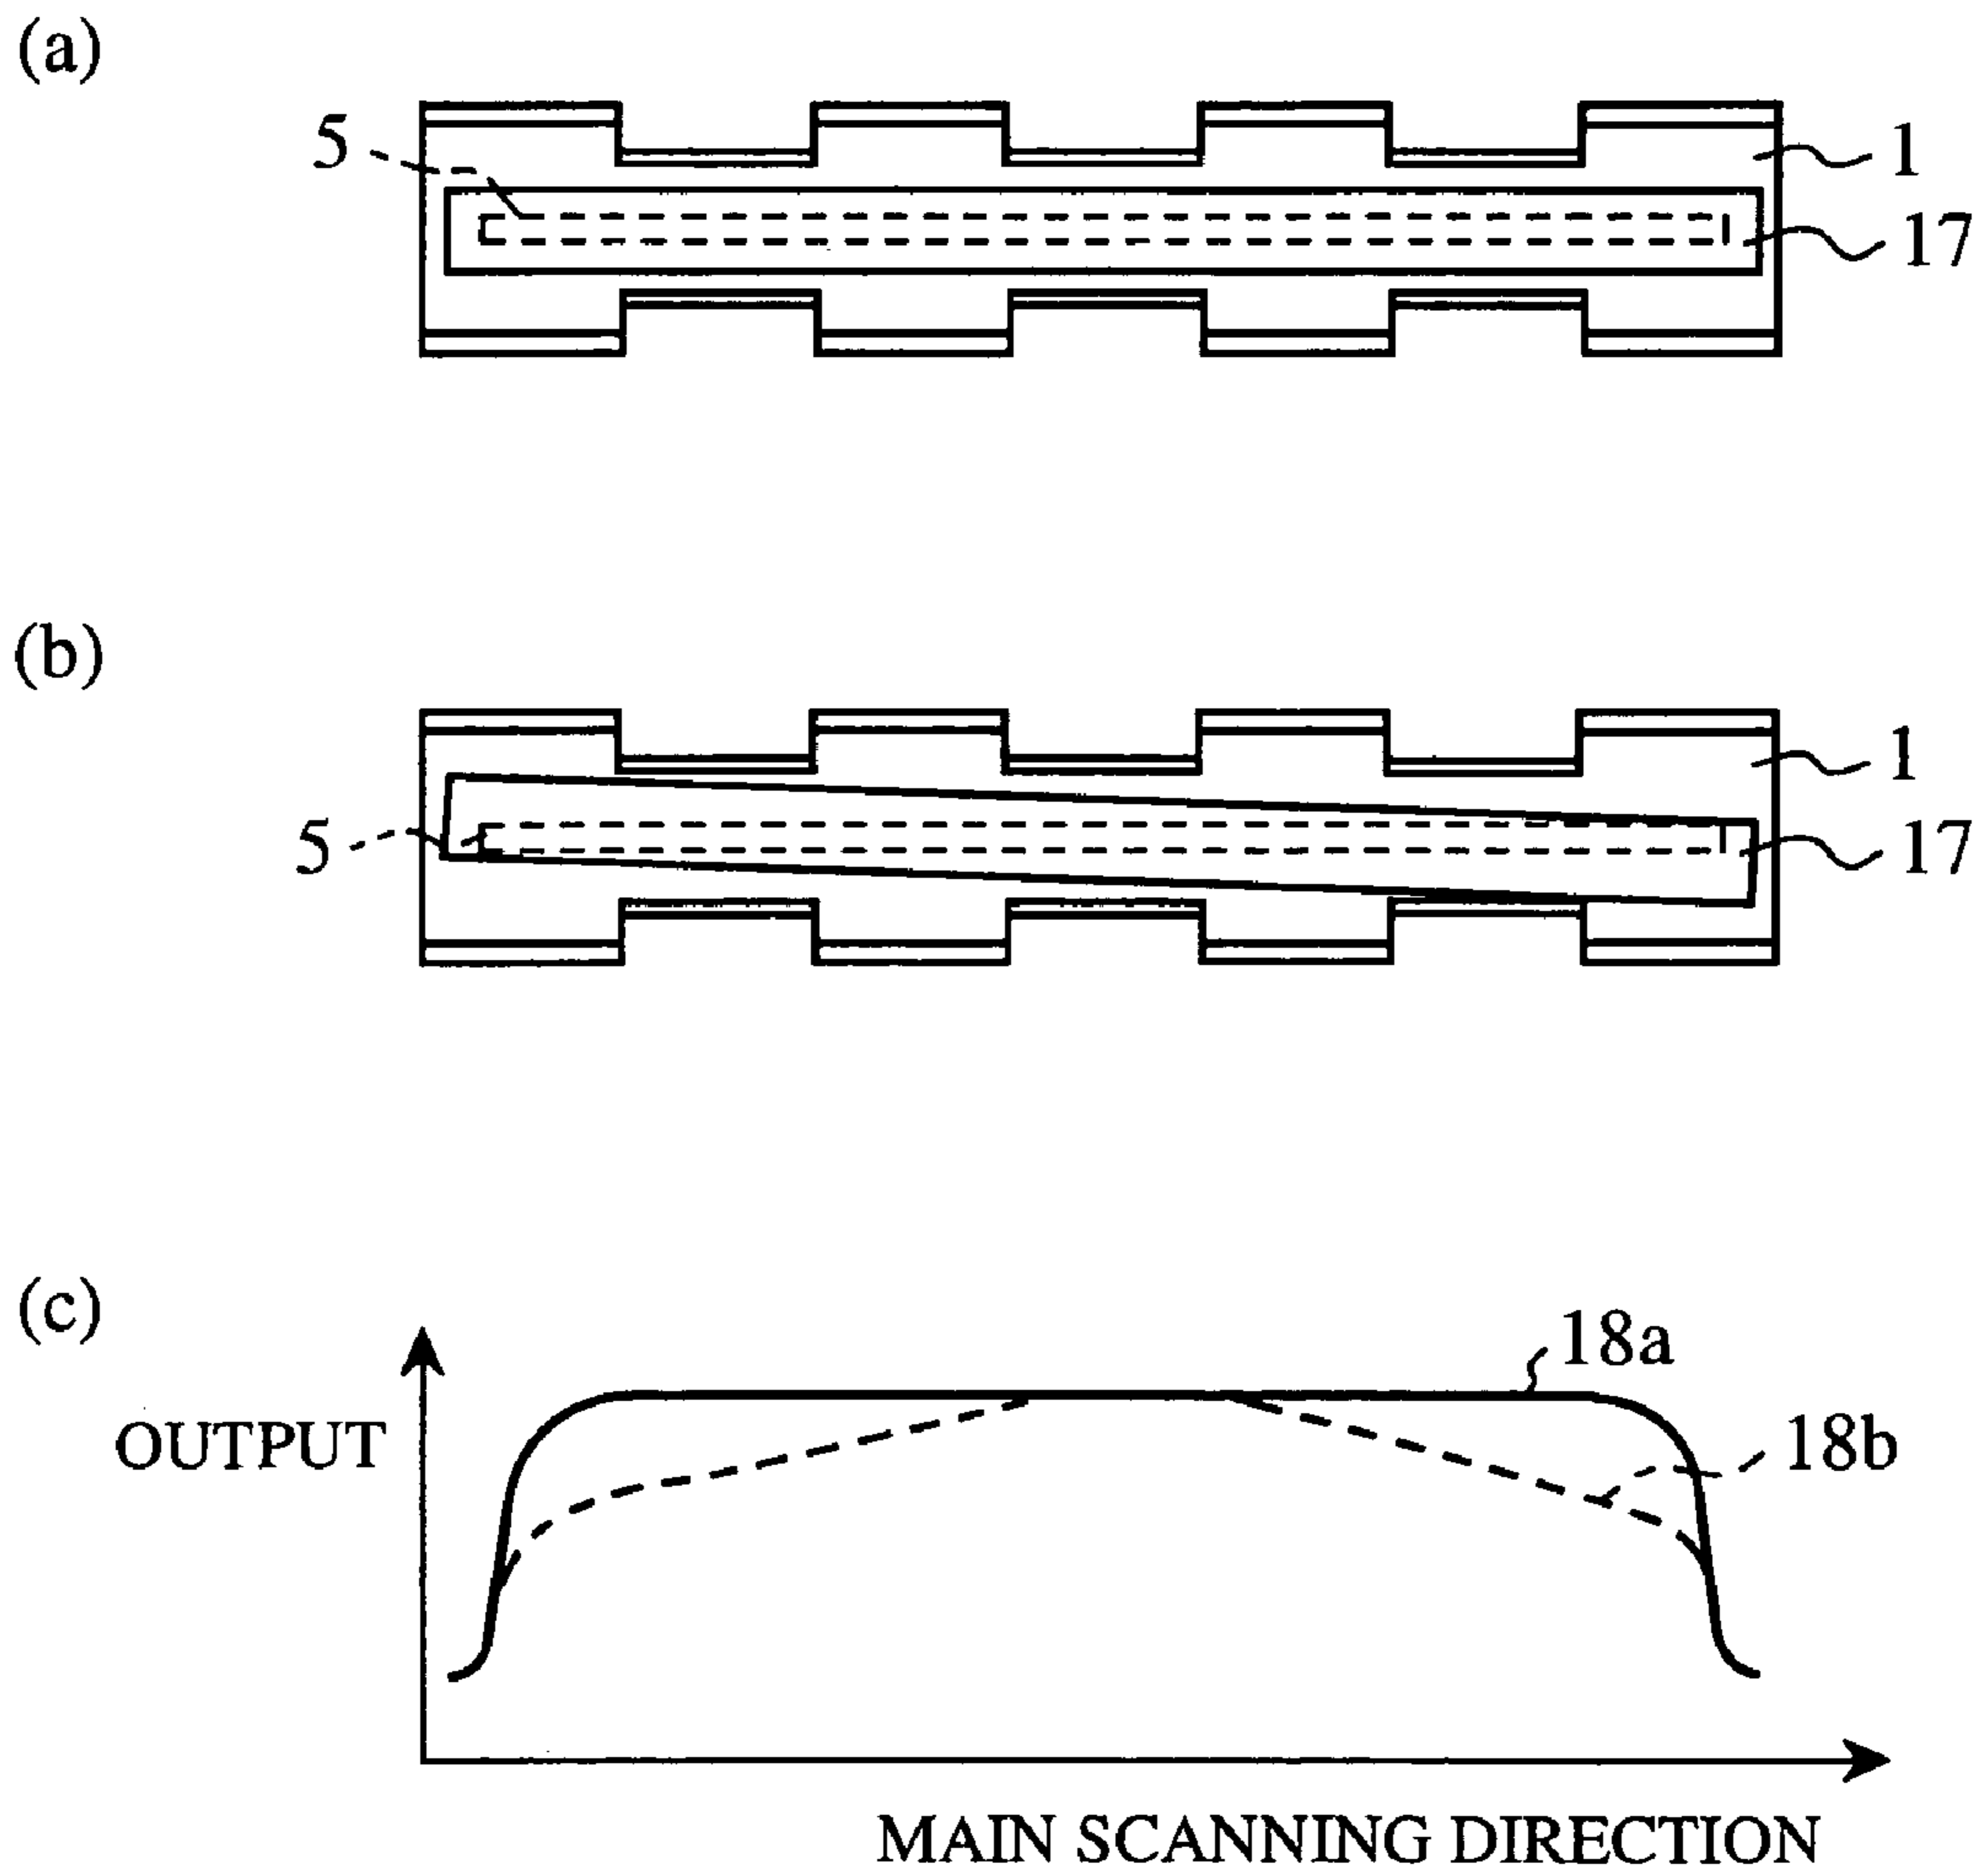 (a)
5
1
17
(b)
1
5
17
(c)
18a
OUTPUT
18b
MAIN SCANNING DIRECTION